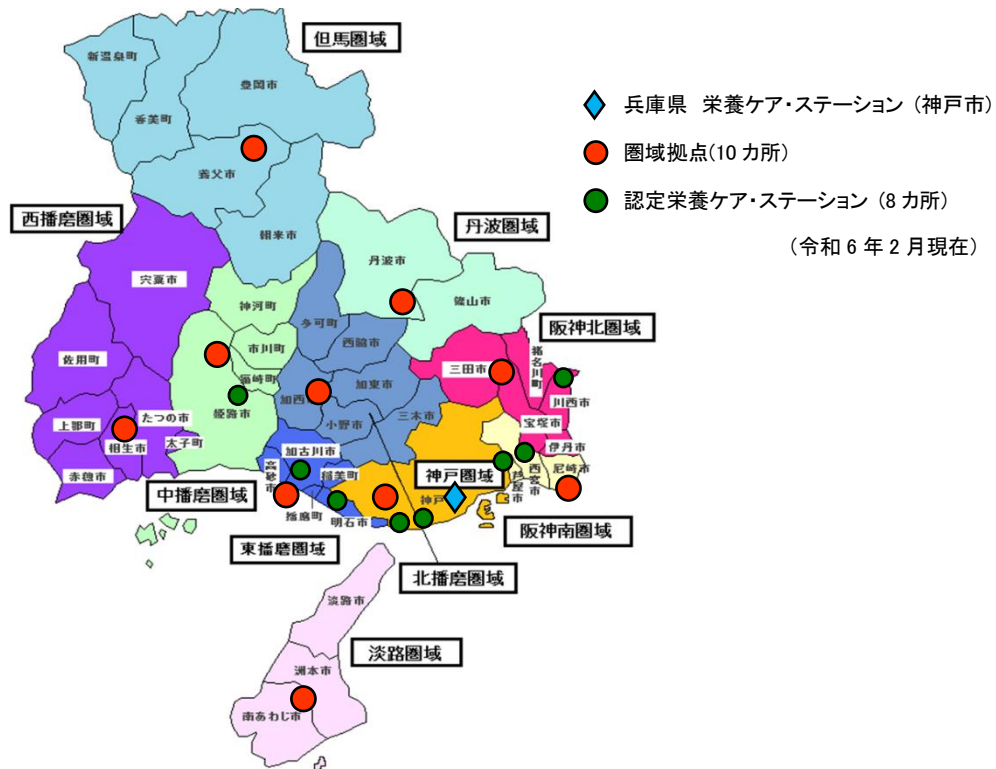 但馬圏域
新温泉町
豊岡市
香美町
養父市
朝来市
兵庫県 栄養ケア・ステーション (神戸市)
圏域拠点(10カ所)
認定栄養ケア・ステーション (8カ所)
(令和6年2月現在)
西播磨圏域
丹波圏域
宍粟市
丹波市
神河町
篠山市
多可町
阪神北圏域
市川町
西脇市
猪名川町
佐用町
三田市
福崎町
加西
加東市
川西市
姫路市
上郡町
たつの市
小野市
三木市
宝塚市
相生市
太子町
伊丹市
赤穂市
加古川市
高砂市
稲美町
神戸圏域
芦屋市
西宮市
尼崎市
中播磨圏域
播磨町
明石市
神戸
阪神南圏域
東播磨圏域
北播磨圏域
淡路市
淡路圏域
洲本市
南あわじ市